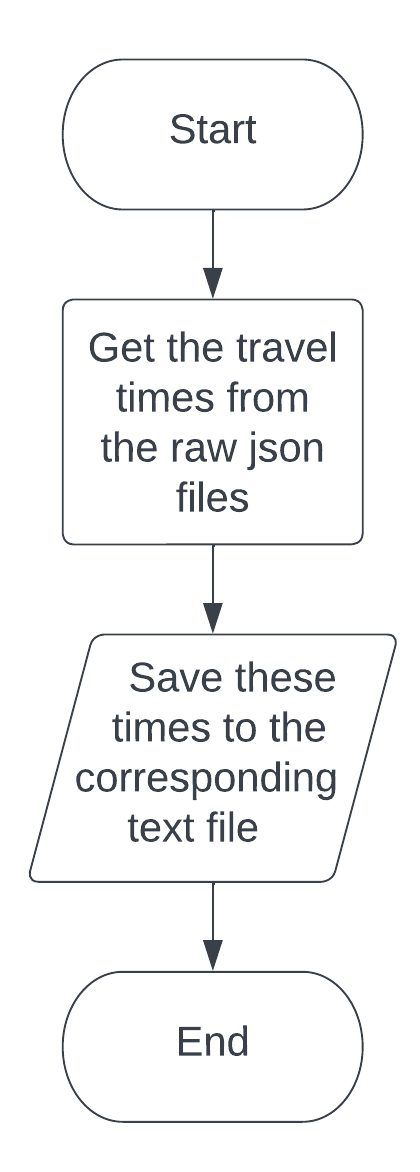 Start
Get the travel
times from
the raw json
files
Save these
times to the
corresponding
text file
End